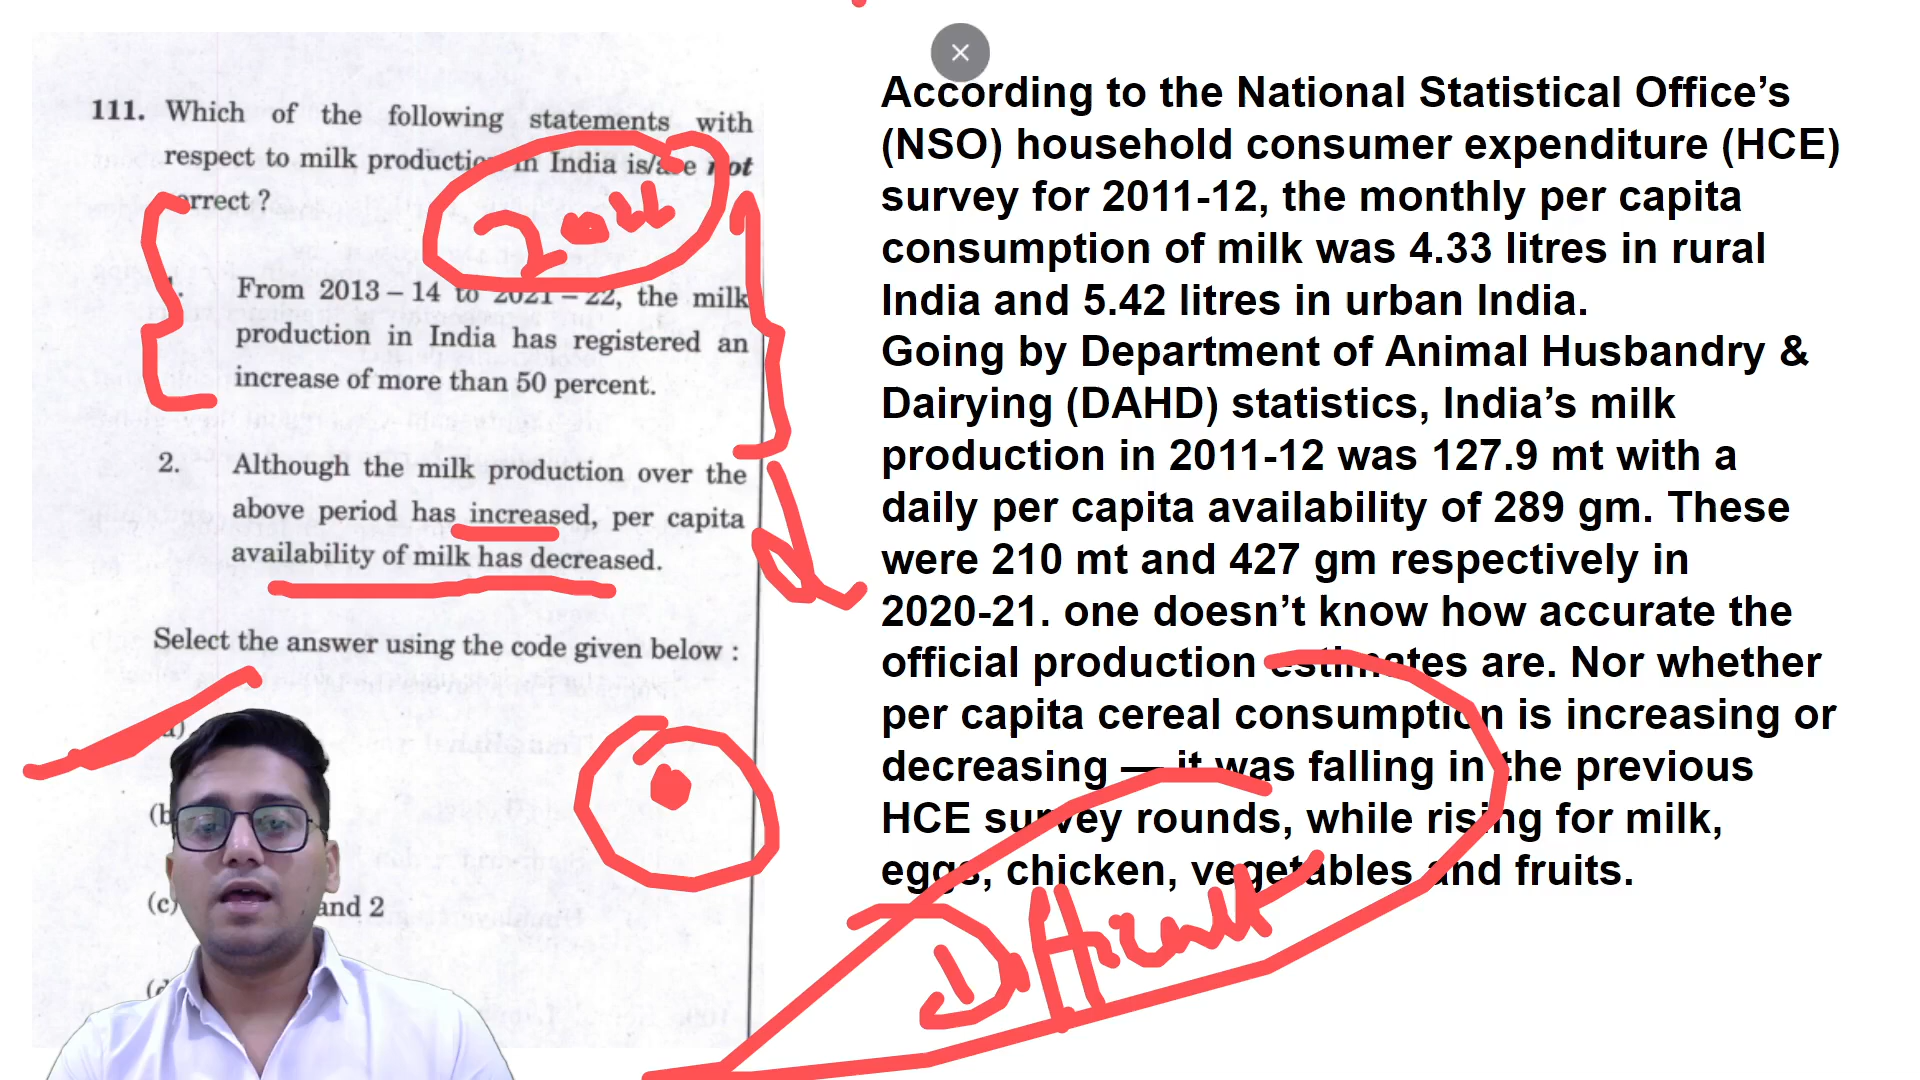 111. Which of the following statements with
respect to milk production in India is/are not
correct ?
1. From 2013 – 14 to 2021 – 22, the milk
production in India has registered an
increase of more than 50 percent.
2. Although the milk production over the
above period has increased, per capita
availability of milk has decreased.
Select the answer using the code given below :
(b
(c) and 2
According to the National Statistical Office’s
(NSO) household consumer expenditure (HCE)
survey for 2011-12, the monthly per capita
consumption of milk was 4.33 litres in rural
India and 5.42 litres in urban India.
Going by Department of Animal Husbandry &
Dairying (DAHD) statistics, India’s milk
production in 2011-12 was 127.9 mt with a
daily per capita availability of 289 gm. These
were 210 mt and 427 gm respectively in
2020-21. one doesn’t know how accurate the
official production estimates are. Nor whether
per capita cereal consumption is increasing or
decreasing — it was falling in the previous
HCE survey rounds, while rising for milk,
eggs, chicken, vegetables and fruits.
Difficult